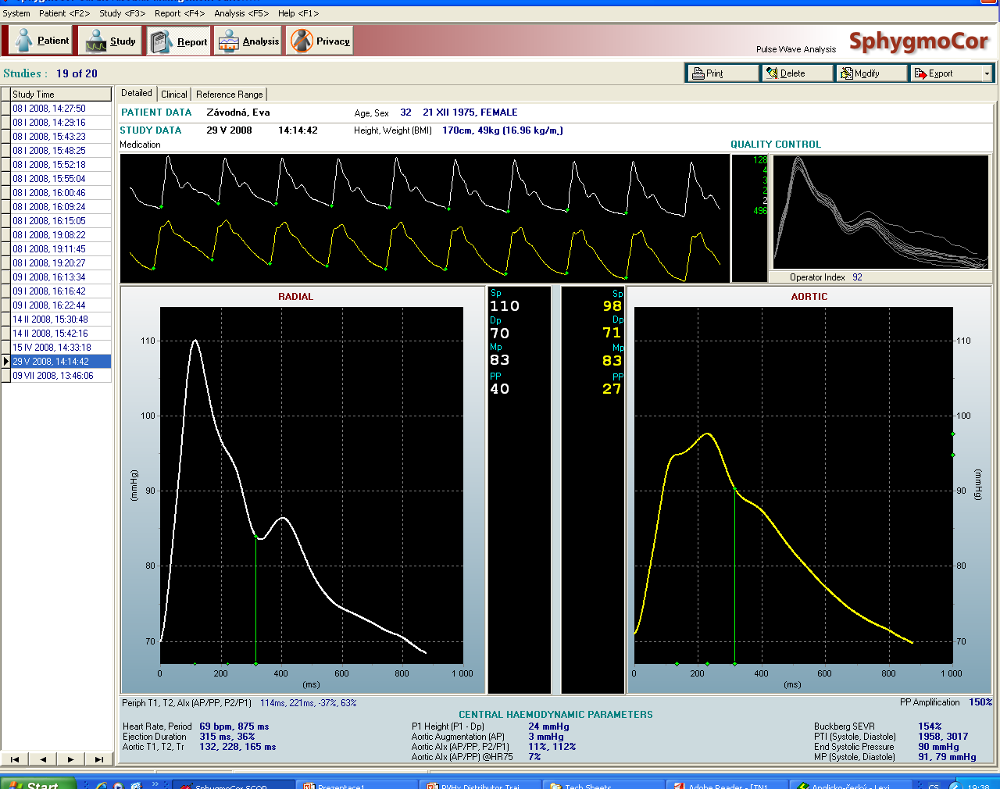 System Patient <F2> Study <F3> Report <F4> Analysis <F5> Help <F1>
Patient Study Report Analysis Privacy
Pulse Wave Analysis SphygmoCor
Studies : 19 of 20
Print Delete Modify Export
Study Time
08 I 2008, 14:27:50
08 I 2008, 14:29:16
08 I 2008, 15:43:23
08 I 2008, 15:48:25
08 I 2008, 15:52:18
08 I 2008, 15:55:04
08 I 2008, 16:00:46
08 I 2008, 16:09:24
08 I 2008, 16:15:05
08 I 2008, 19:08:22
08 I 2008, 19:11:45
08 I 2008, 19:20:27
09 I 2008, 16:13:34
09 I 2008, 16:16:42
09 I 2008, 16:22:44
14 II 2008, 15:30:48
14 II 2008, 15:42:16
15 IV 2008, 14:33:18
29 V 2008, 14:14:42
09 VII 2008, 13:46:06
Detailed Clinical Reference Range
PATIENT DATA Závodná, Eva Age, Sex 32 21 XII 1975, FEMALE
STUDY DATA 29 V 2008 14:14:42 Height, Weight (BMI) 170cm, 49kg (16.96 kg/m,)
Medication
QUALITY CONTROL
128
4
3
2
2
496
Operator Index 92
RADIAL
110
100
90
80
70
(mmHg)
0 200 400 600 800 1 000
(ms)
Sp
110
Dp
70
Mp
83
PP
40
Sp
98
Dp
71
Mp
83
PP
27
AORTIC
110
100
90
80
70
(mmHg)
0 200 400 600 800 1 000
(ms)
Periph T1, T2, AIx (AP/PP, P2/P1) 114ms, 221ms, -37%, 63%
PP Amplification 150%
CENTRAL HAEMODYNAMIC PARAMETERS
Heart Rate, Period 69 bpm, 875 ms
Ejection Duration 315 ms, 36%
Aortic T1, T2, Tr 132, 228, 165 ms
P1 Height (P1 - Dp) 24 mmHg
Aortic Augmentation (AP) 3 mmHg
Aortic AIx (AP/PP, P2/P1) 11%, 112%
Aortic AIx (AP/PP) @HR75 7%
Buckberg SEVR 154%
PTI (Systole, Diastole) 1958, 3017
End Systolic Pressure 90 mmHg
MP (Systole, Diastole) 91, 79 mmHg
Start SphygmoCor SCOR Prezentace1 PVHx Distributor Trai Tech Sheets Adobe Reader - [TN1 Anglicko-český - Lexi CS 19:38